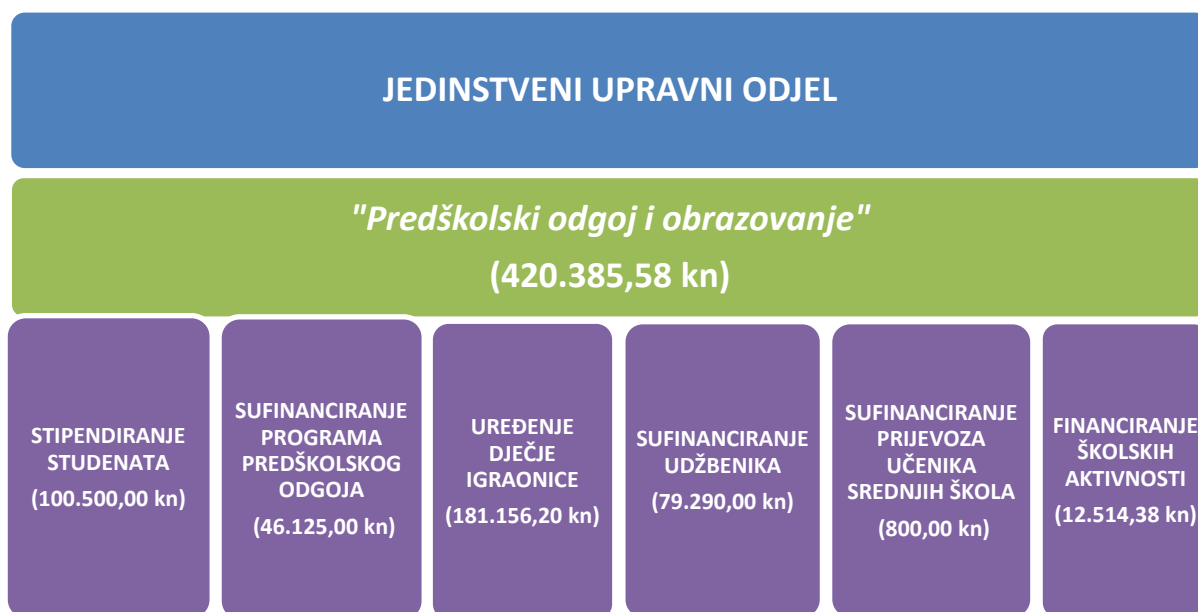 JEDINSTVENI UPRAVNI ODJEL
"Predškolski odgoj i obrazovanje"
(420.385,58 kn)
STIPENDIRANJE
STUDENATA
(100.500,00 kn)
SUFINANCIRANJE
PROGRAMA
PREDŠKOLSKOG
ODGOJA
(46.125,00 kn)
UREĐENJE
DJEČJE
IGRAONICE
(181.156,20 kn)
SUFINANCIRANJE
UDŽBENIKA
(79.290,00 kn)
SUFINANCIRANJE
PRIJEVOZA
UČENIKA
SREDNJIH ŠKOLA
(800,00 kn)
FINANCIRANJE
ŠKOLSKIH
AKTIVNOSTI
(12.514,38 kn)